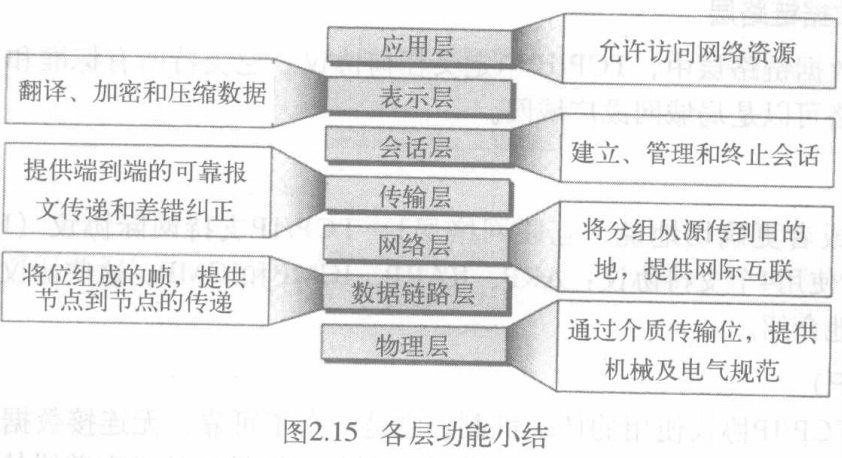 应用层
允许访问网络资源
翻译、加密和压缩数据
表示层
会话层
建立、管理和终止会话
提供端到端的可靠报
文传递和差错纠正
传输层
网络层
将分组从源传到目的
地，提供网际互联
将位组成的帧，提供
节点到节点的传递
数据链路层
物理层
通过介质传输位，提供
机械及电气规范
图2.15 各层功能小结